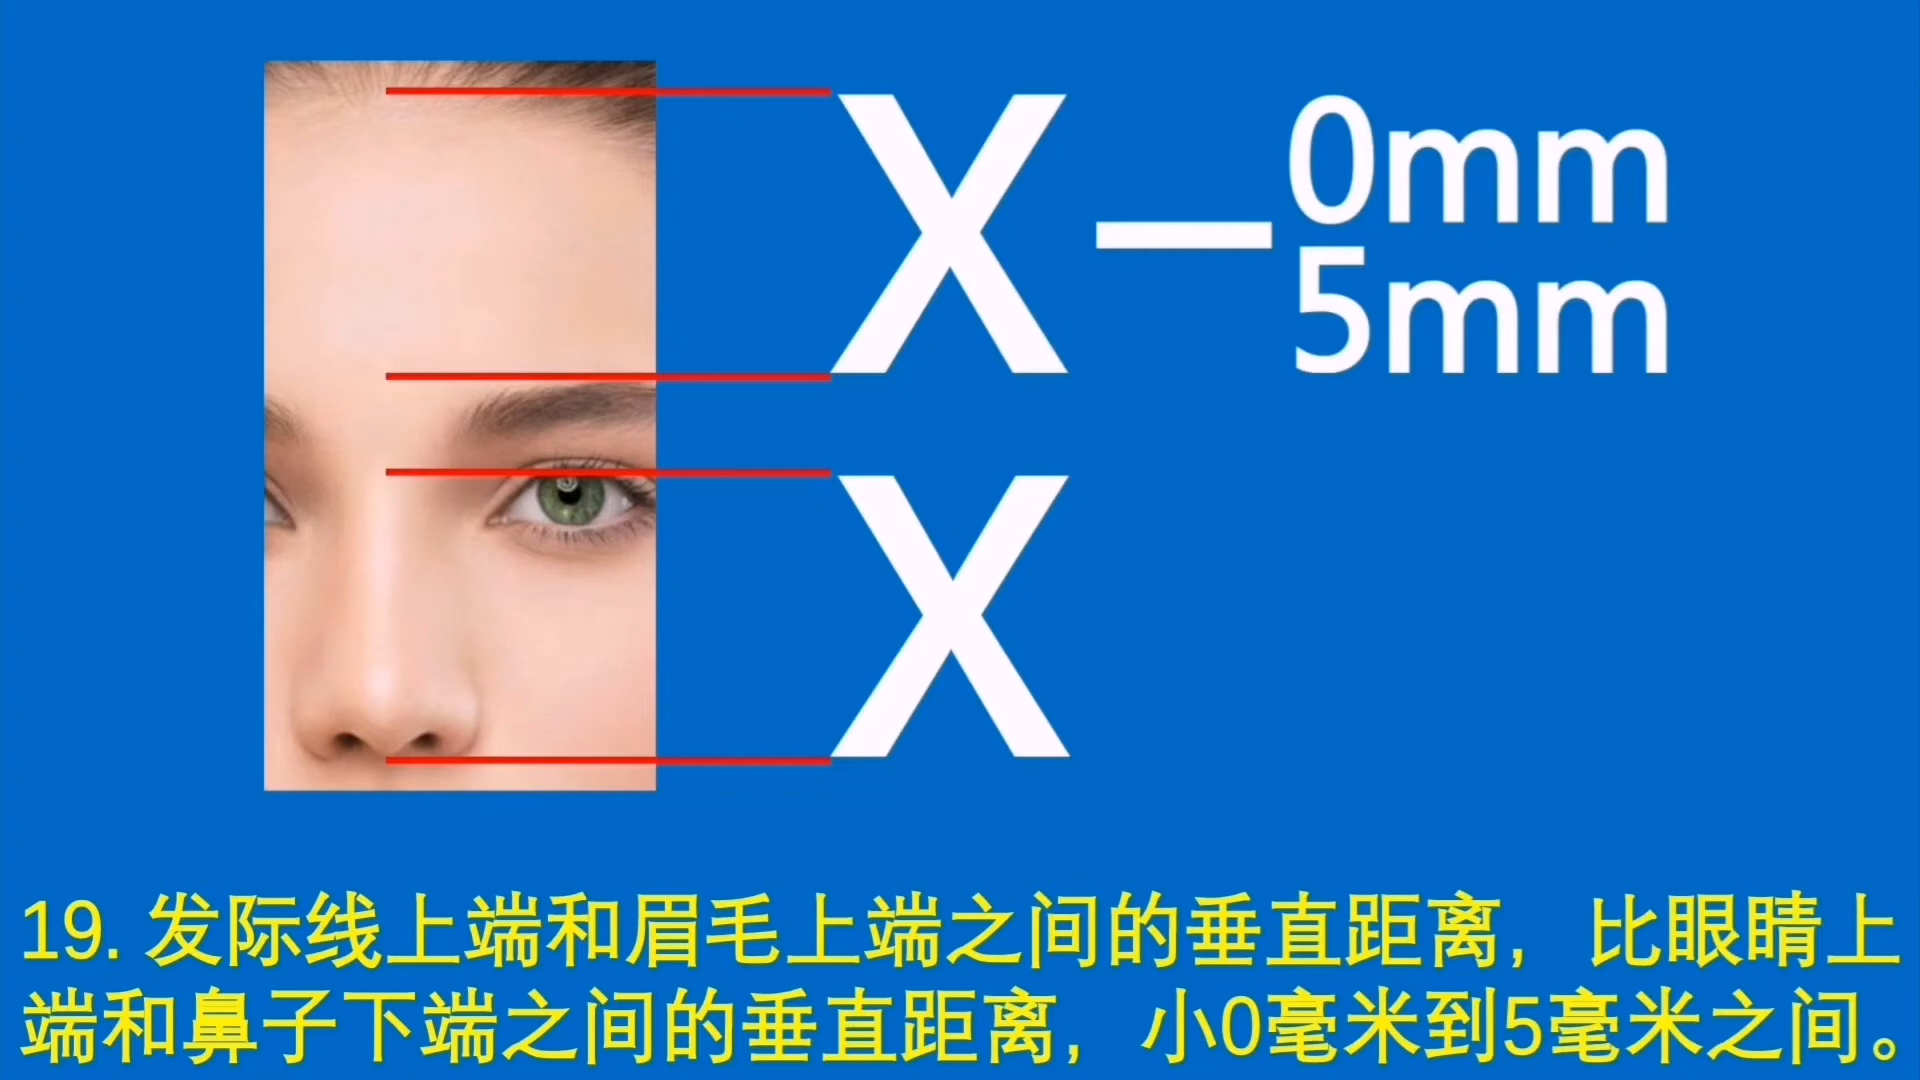 X—0mm
5mm
X
19. 发际线上端和眉毛上端之间的垂直距离，比眼睛上
端和鼻子下端之间的垂直距离，小0毫米到5毫米之间。